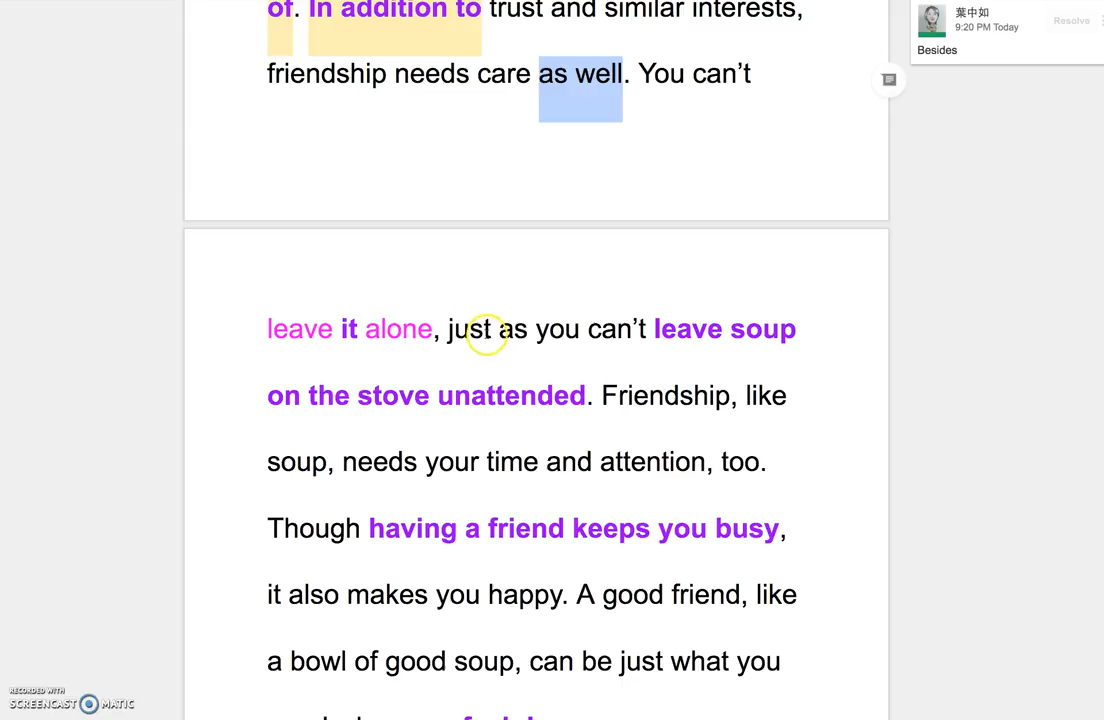 of. In addition to trust and similar interests,
friendship needs care as well. You can't
leave it alone, just as you can't leave soup
on the stove unattended. Friendship, like
soup, needs your time and attention, too.
Though having a friend keeps you busy,
it also makes you happy. A good friend, like
a bowl of good soup, can be just what you
葉中如
9:20 PM Today
Resolve
Besides
RECORDED WITH
SCREENCAST MATIC